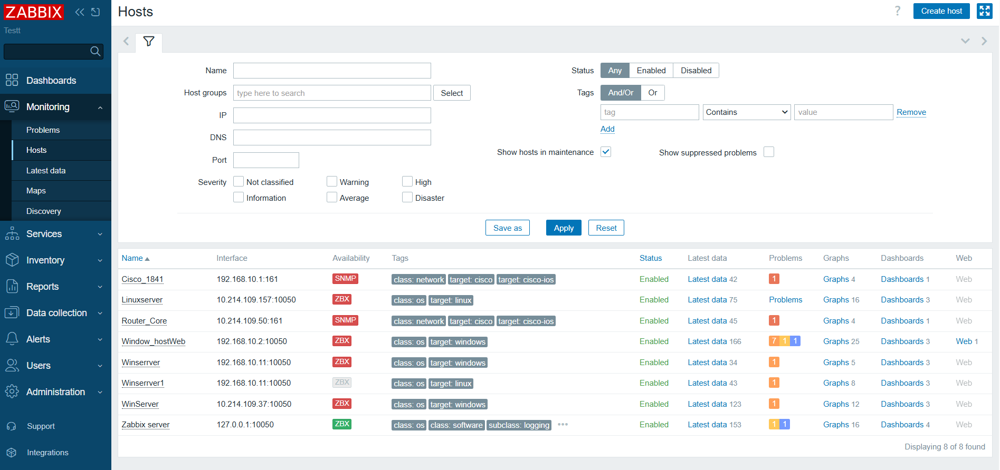 ZABBIX
Testt
Dashboards
Monitoring
Problems
Hosts
Latest data
Maps
Discovery
Services
Inventory
Reports
Data collection
Alerts
Users
Administration
Support
Integrations
Hosts
? Create host
Name
Host groups type here to search Select
IP
DNS
Port
Severity Not classified Warning High
Information Average Disaster
Status Any Enabled Disabled
Tags And/Or Or
tag Contains value Remove
Add
Show hosts in maintenance Show suppressed problems
Save as Apply Reset
Name Interface Availability Tags Status Latest data Problems Graphs Dashboards Web
Cisco_1841 192.168.10.1:161 SNMP class: network target: cisco target: cisco-ios Enabled Latest data 42 1 Graphs 4 Dashboards 1 Web
Linuxserver 10.214.109.157:10050 ZBX class: os target: linux Enabled Latest data 75 Problems Graphs 16 Dashboards 3 Web
Router_Core 10.214.109.50:161 SNMP class: network target: cisco target: cisco-ios Enabled Latest data 45 1 Graphs 4 Dashboards 1 Web
Window_hostWeb 192.168.10.2:10050 ZBX class: os target: windows Enabled Latest data 166 7 1 1 Graphs 25 Dashboards 3 Web 1
Winserrver 192.168.10.11:10050 ZBX class: os target: windows Enabled Latest data 34 1 Graphs 5 Dashboards 3 Web
Winserrver1 192.168.10.11:10050 ZBX class: os target: linux Enabled Latest data 43 1 Graphs 8 Dashboards 3 Web
WinServer 10.214.109.37:10050 ZBX class: os target: windows Enabled Latest data 123 1 Graphs 12 Dashboards 3 Web
Zabbix server 127.0.0.1:10050 ZBX class: os class: software subclass: logging ••• Enabled Latest data 153 1 1 Graphs 16 Dashboards 4 Web
Displaying 8 of 8 found